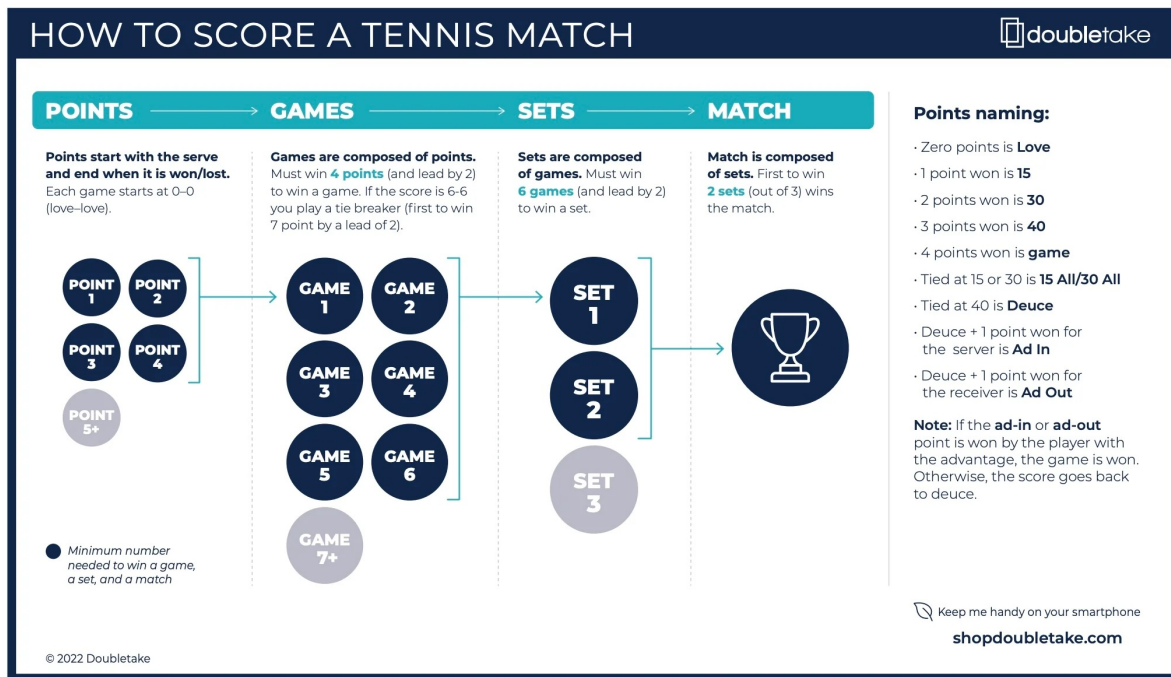 HOW TO SCORE A TENNIS MATCH
doubletake
POINTS
GAMES
SETS
MATCH
Points start with the serve
and end when it is won/lost.
Each game starts at 0–0
(love–love).
Games are composed of points.
Must win 4 points (and lead by 2)
to win a game. If the score is 6-6
you play a tie breaker (first to win
7 point by a lead of 2).
Sets are composed
of games. Must win
6 games (and lead by 2)
to win a set.
Match is composed
of sets. First to win
2 sets (out of 3) wins
the match.
POINT
1
POINT
2
POINT
3
POINT
4
POINT
5+
GAME
1
GAME
2
GAME
3
GAME
4
GAME
5
GAME
6
GAME
7+
SET
1
SET
2
SET
3
Minimum number
needed to win a game,
a set, and a match
© 2022 Doubletake
Points naming:
· Zero points is Love
· 1 point won is 15
· 2 points won is 30
· 3 points won is 40
· 4 points won is game
· Tied at 15 or 30 is 15 All/30 All
· Tied at 40 is Deuce
· Deuce + 1 point won for
the server is Ad In
· Deuce + 1 point won for
the receiver is Ad Out
Note: If the ad-in or ad-out
point is won by the player with
the advantage, the game is won.
Otherwise, the score goes back
to deuce.
Keep me handy on your smartphone
shopdoubletake.com